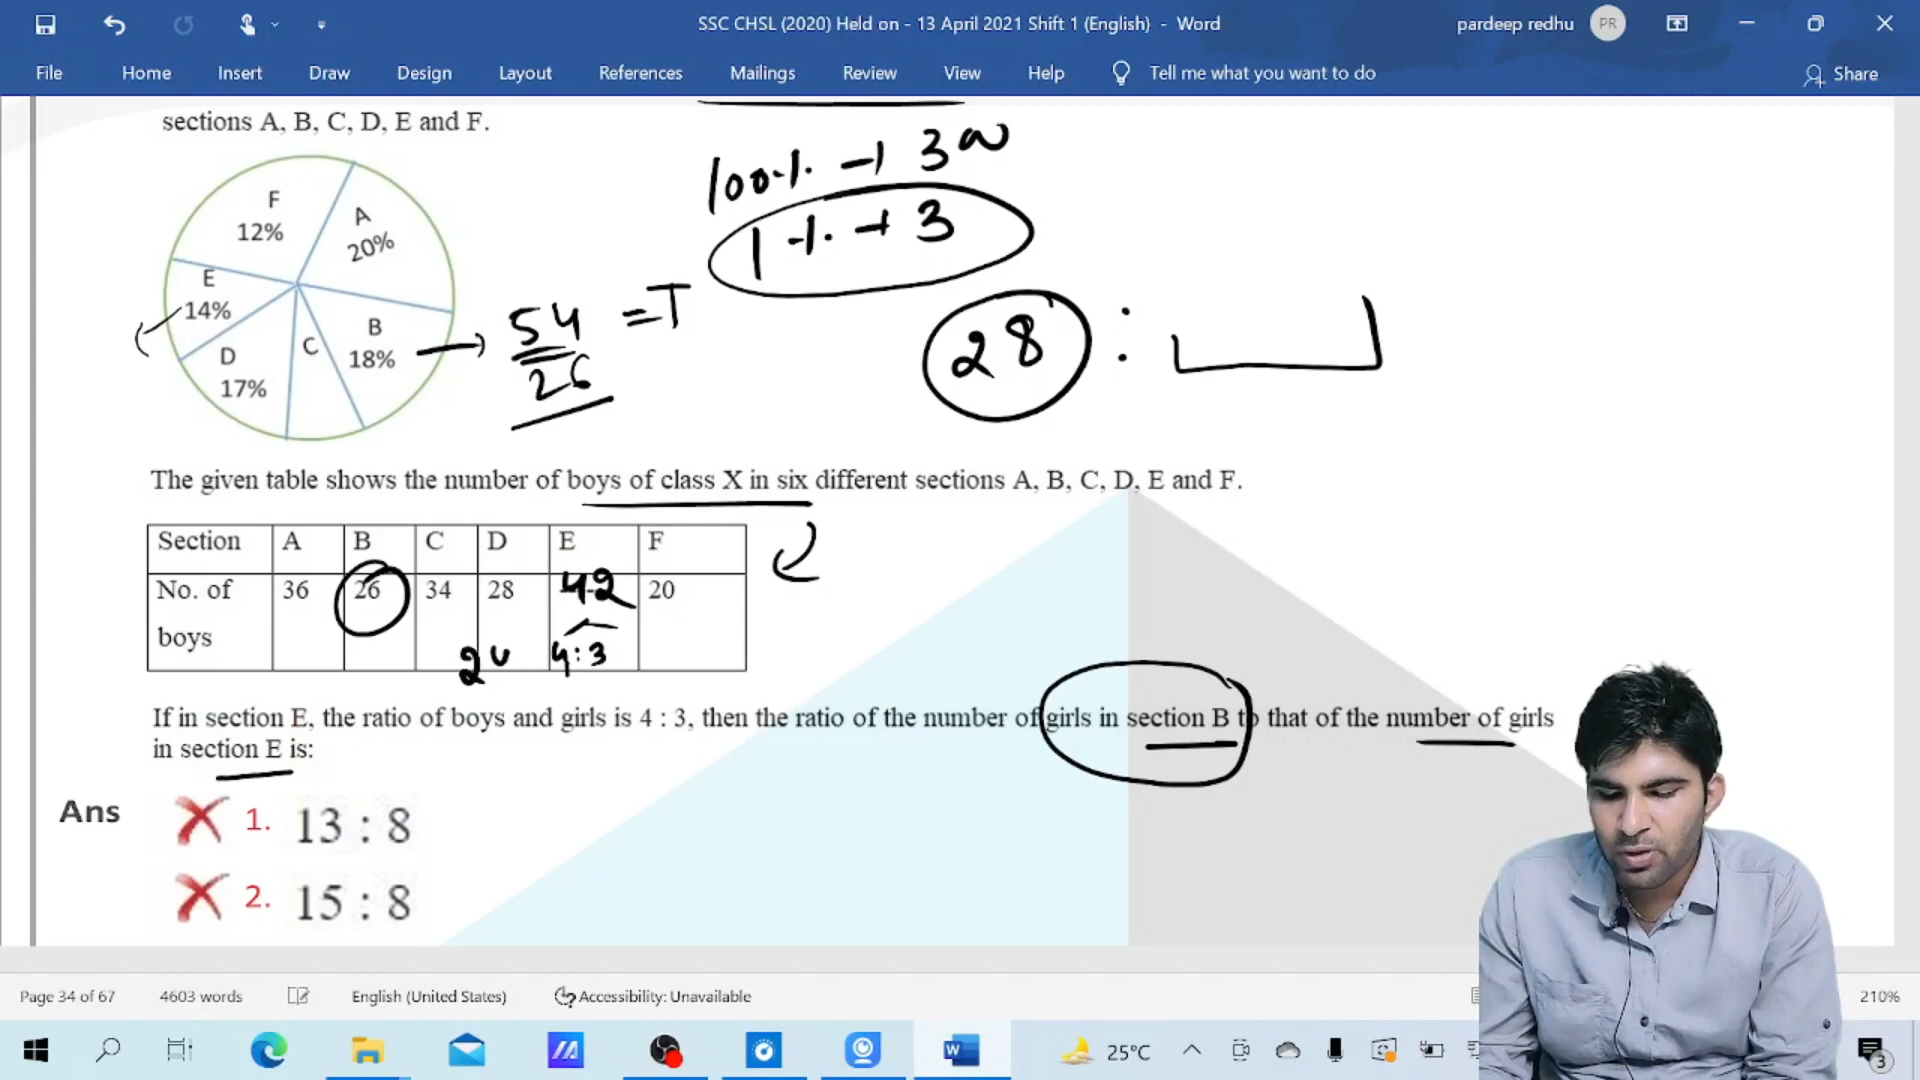 SSC CHSL (2020) Held on - 13 April 2021 Shift 1 (English) - Word
pardeep redhu PR
File Home Insert Draw Design Layout References Mailings Review View Help Tell me what you want to do Share
sections A, B, C, D, E and F.
100% → 300
1% → 3
F
12%
A
20%
E
14%
B
18%
C
D
17%
54 = T
26
28 :
The given table shows the number of boys of class X in six different sections A, B, C, D, E and F.
Section A B C D E F
No. of boys 36 26 34 28 42 20
4:3
If in section E, the ratio of boys and girls is 4 : 3, then the ratio of the number of girls in section B to that of the number of girls
in section E is:
Ans
1. 13 : 8
2. 15 : 8
Page 34 of 67 4603 words English (United States) Accessibility: Unavailable 210%
25°C
3